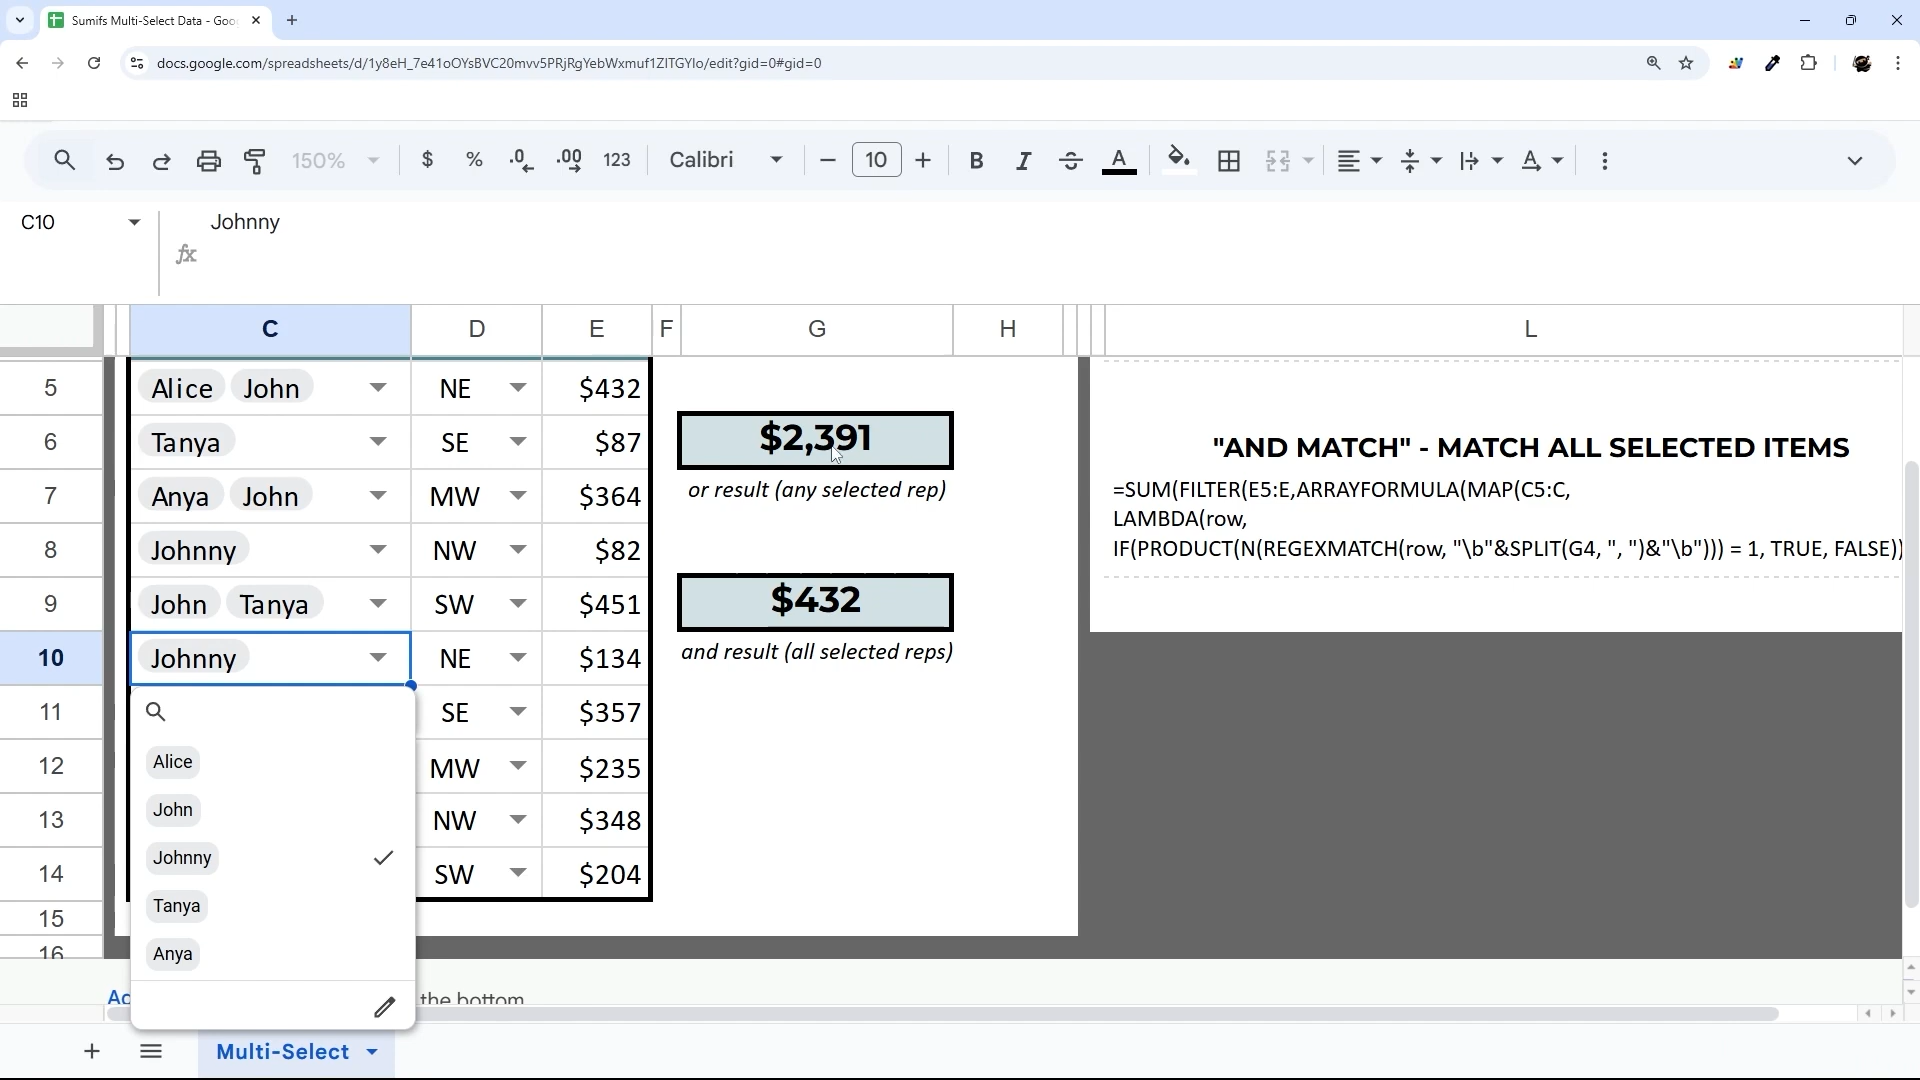 Sumifs Multi-Select Data - Goo
docs.google.com/spreadsheets/d/1y8eH_7e41oOYsBVC20mvv5PRjRgYebWxmuf1ZITGYIo/edit?gid=0#gid=0
150% $ % .0 .00 123 Calibri 10 B I S A A
C10 Johnny
fx
C D E F G H L
5 Alice John NE $432
6 Tanya SE $87
7 Anya John MW $364
8 Johnny NW $82
9 John Tanya SW $451
10 Johnny NE $134
11 SE $357
12 MW $235
13 NW $348
14 SW $204
15
16
$2,391
or result (any selected rep)
$432
and result (all selected reps)
"AND MATCH" - MATCH ALL SELECTED ITEMS
=SUM(FILTER(E5:E,ARRAYFORMULA(MAP(C5:C,
LAMBDA(row,
IF(PRODUCT(N(REGEXMATCH(row, "\b"&SPLIT(G4, ", ")&"\b"))) = 1, TRUE, FALSE))
Alice
John
Johnny
Tanya
Anya
the bottom
Multi-Select